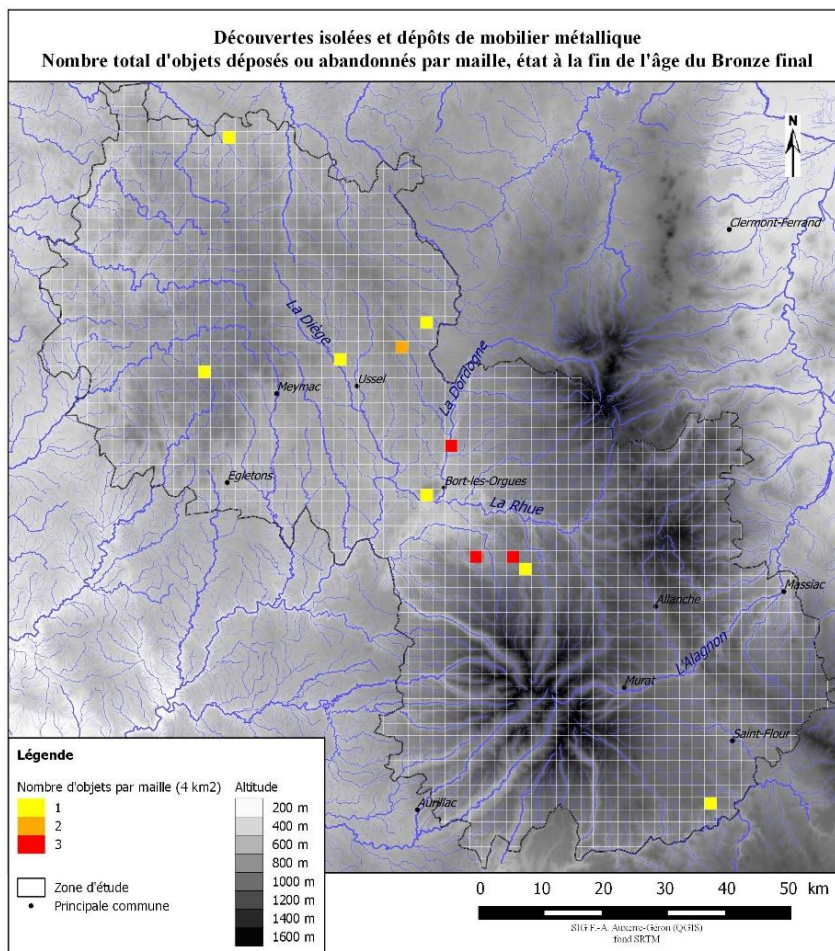 Découvertes isolées et dépôts de mobilier métallique
Nombre total d'objets déposés ou abandonnés par maille, état à la fin de l'âge du Bronze final
N
Clermont-Ferrand
La Diège
La Dordogne
Ussel
Meymac
Egletons
Bort-les-Orgues
La Rhue
Massiac
Allanche
L'Alagnon
Murat
Saint-Flour
Aurillac
Légende
Nombre d'objets par maille (4 km2)
1
2
3
Zone d'étude
Principale commune
Altitude
200 m
400 m
600 m
800 m
1000 m
1200 m
1400 m
1600 m
0 10 20 30 40 50 km
SIG F.-A. Auxerre-Géron (QGIS)
fond SRTM